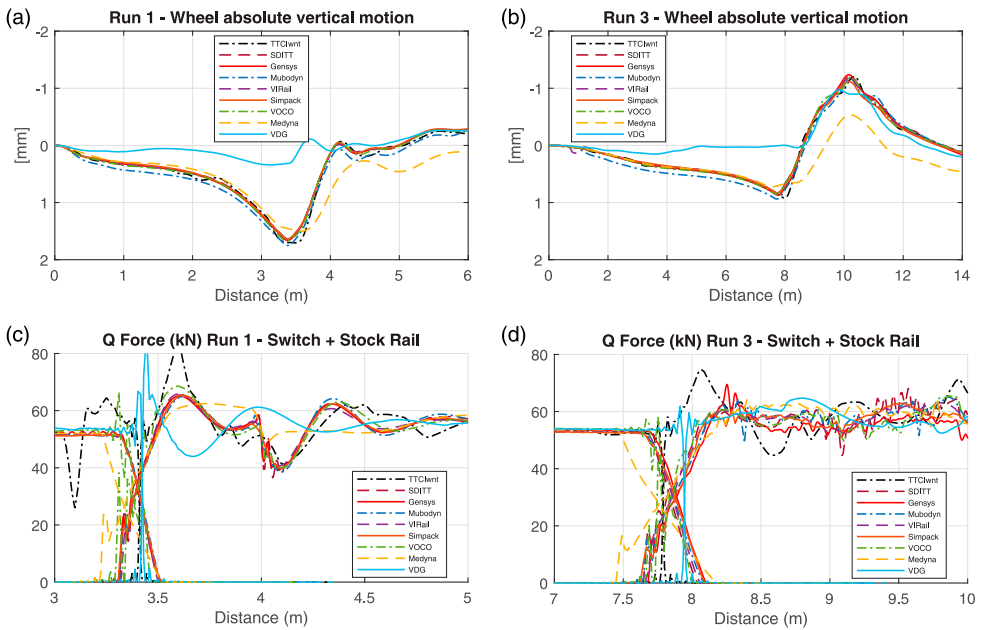 (a)
Run 1 - Wheel absolute vertical motion
-2
-1
0
1
2
[mm]
TTCIwnt
SDITT
Gensys
Mubodyn
VIRail
Simpack
VOCO
Medyna
VDG
0 1 2 3 4 5 6
Distance (m)
(b)
Run 3 - Wheel absolute vertical motion
-2
-1
0
1
2
[mm]
TTCIwnt
SDITT
Gensys
Mubodyn
VIRail
Simpack
VOCO
Medyna
VDG
0 2 4 6 8 10 12 14
Distance (m)
(c)
Q Force (kN) Run 1 - Switch + Stock Rail
80
60
40
20
0
TTCIwnt
SDITT
Gensys
Mubodyn
VIRail
Simpack
VOCO
Medyna
VDG
3 3.5 4 4.5 5
Distance (m)
(d)
Q Force (kN) Run 3 - Switch + Stock Rail
80
60
40
20
0
TTCIwnt
SDITT
Gensys
Mubodyn
VIRail
Simpack
VOCO
Medyna
VDG
7 7.5 8 8.5 9 9.5 10
Distance (m)